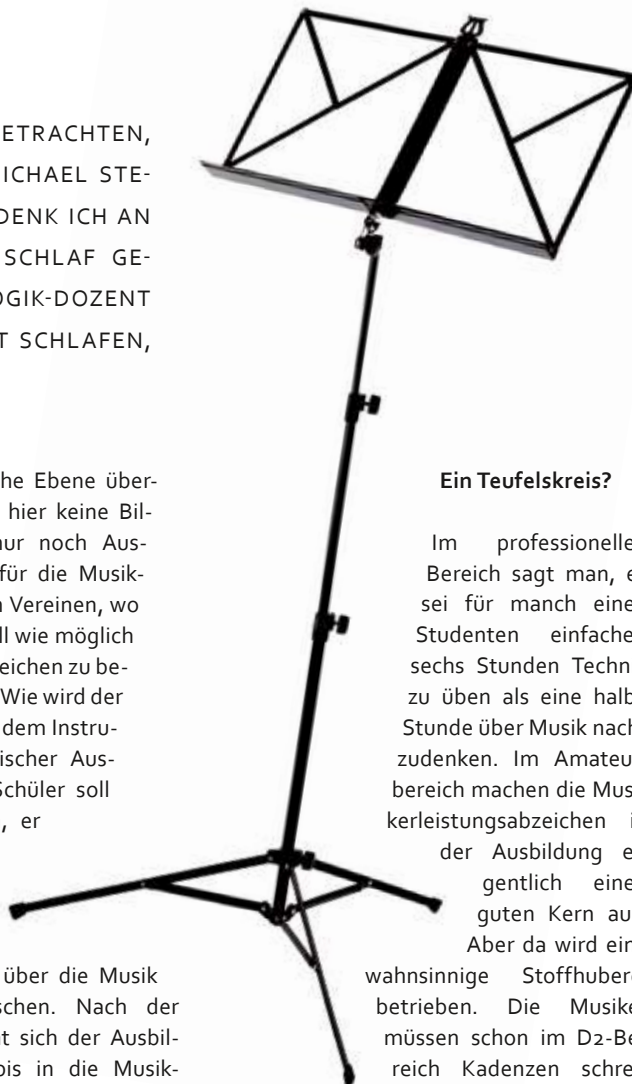 ETRACHTEN,
ICHAEL STE-
DENK ICH AN
SCHLAF GE-
OGIK-DOZENT
T SCHLAFEN,
he Ebene über-
hier keine Bil-
nur noch Aus-
für die Musik-
n Vereinen, wo
ll wie möglich
eichen zu be-
Wie wird der
dem Instru-
ischer Aus-
Schüler soll
, er
über die Musik
schen. Nach der
t sich der Ausbil-
bis in die Musik-
Ein Teufelskreis?
Im professionelle
Bereich sagt man, e
sei für manch eine
Studenten einfache
sechs Stunden Techni
zu üben als eine halb
Stunde über Musik nach
zudenken. Im Amateu
bereich machen die Mus
kerleistungsabzeichen i
der Ausbildung e
gentlich eine
guten Kern au
Aber da wird ein
wahnsinnige Stoffhubere
betrieben. Die Musike
müssen schon im D2-Be
reich Kadenzen schre